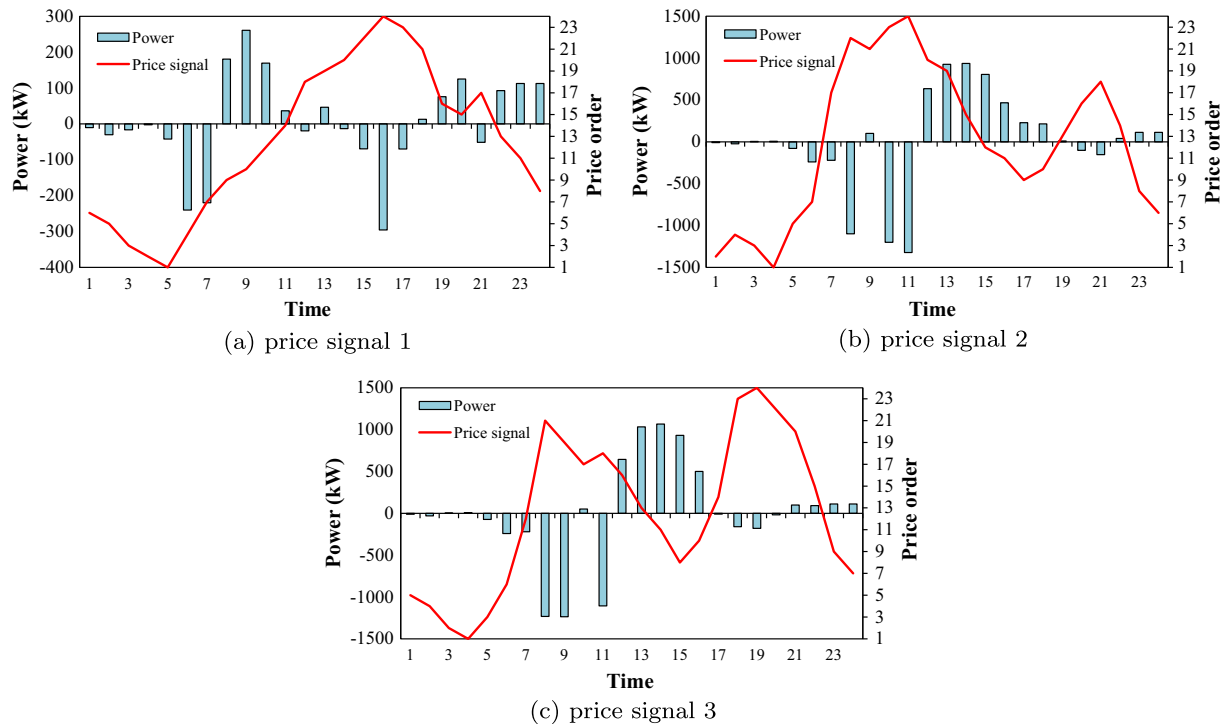 300
200
100
0
-100
-200
-300
-400
Power (kW)
Power
Price signal
23
21
19
17
15
13
11
9
7
5
3
1
Price order
1 3 5 7 9 11 13 15 17 19 21 23
Time
(a) price signal 1
1500
1000
500
0
-500
-1000
-1500
Power (kW)
Power
Price signal
23
21
19
17
15
13
11
9
7
5
3
1
Price order
1 3 5 7 9 11 13 15 17 19 21 23
Time
(b) price signal 2
1500
1000
500
0
-500
-1000
-1500
Power (kW)
Power
Price signal
23
21
19
17
15
13
11
9
7
5
3
1
Price order
1 3 5 7 9 11 13 15 17 19 21 23
Time
(c) price signal 3